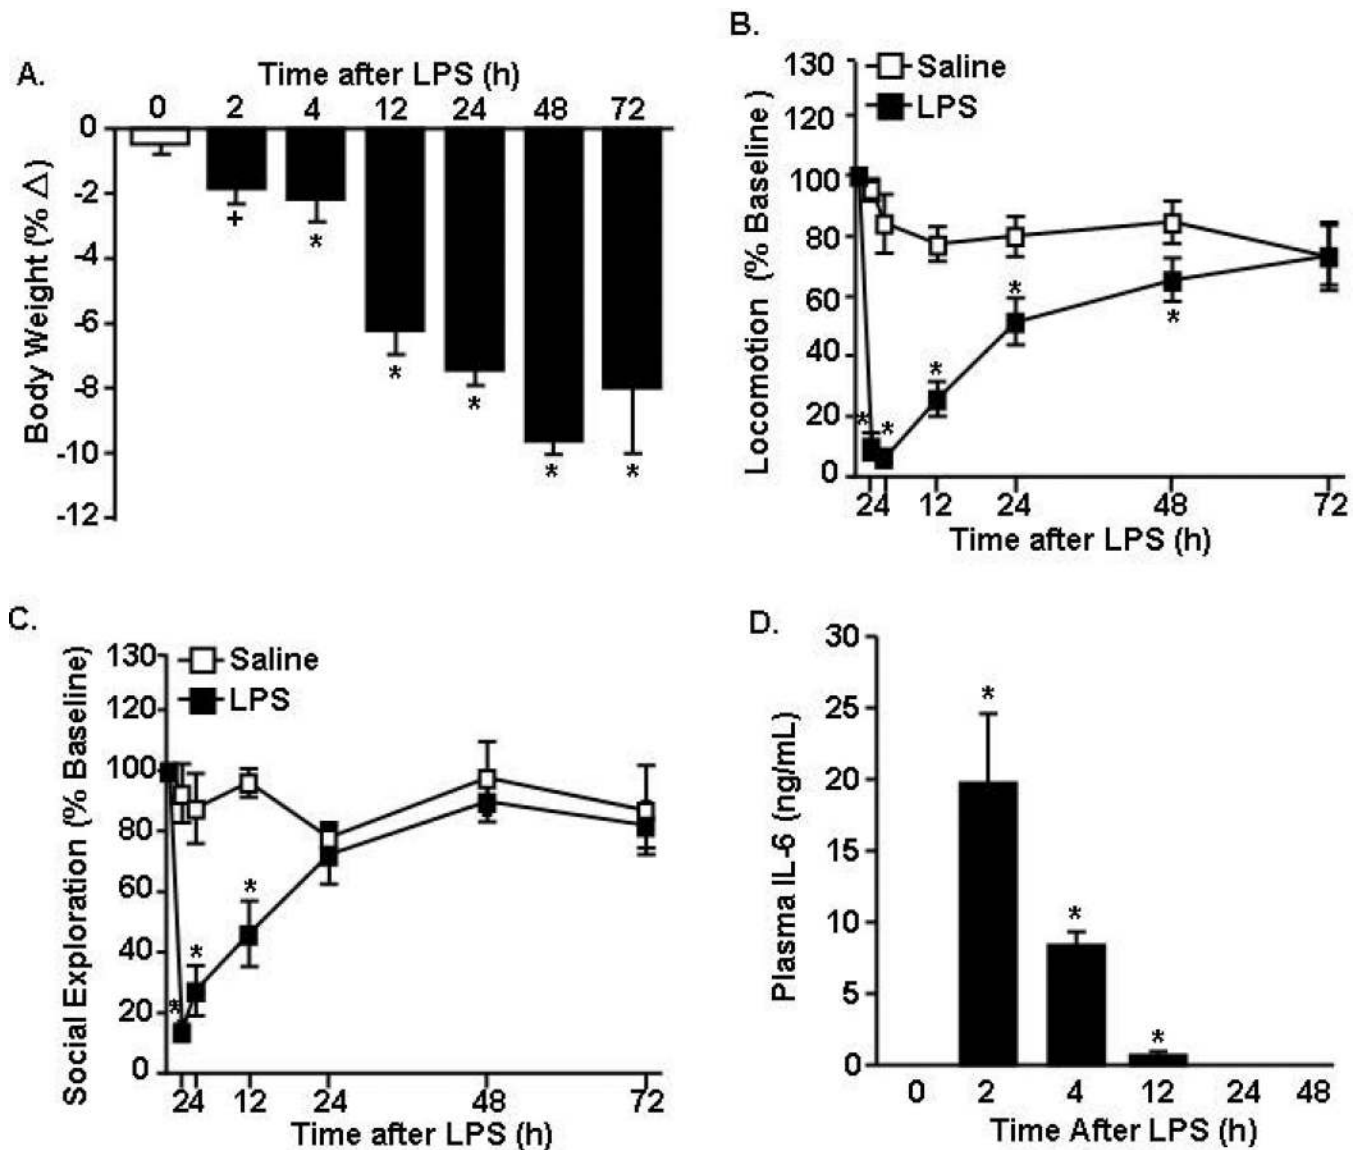 A.
Time after LPS (h)
0 2 4 12 24 48 72
Body Weight (% Δ)
0
-2
-4
-6
-8
-10
-12
+
*
*
*
*
*
B.
Saline
LPS
Locomotion (% Baseline )
130
120
100
80
60
40
20
0
*
*
*
*
*
24 12 24 48 72
Time after LPS (h)
C.
Saline
LPS
Social Exploration (% Baseline)
130
120
100
80
60
40
20
0
*
*
*
24 12 24 48 72
Time after LPS (h)
D.
Plasma IL-6 (ng/mL)
30
25
20
15
10
5
0
*
*
*
0 2 4 12 24 48
Time After LPS (h)